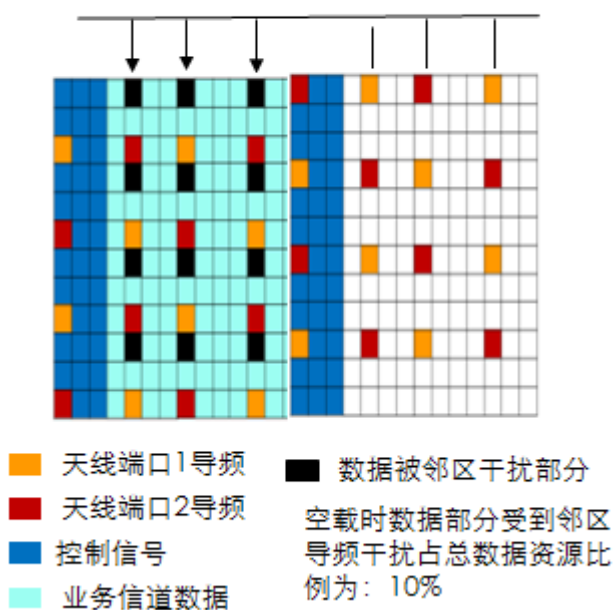 天线端口1导频
天线端口2导频
控制信号
业务信道数据
数据被邻区干扰部分
空载时数据部分受到邻区
导频干扰占总数据资源比
例为：10%